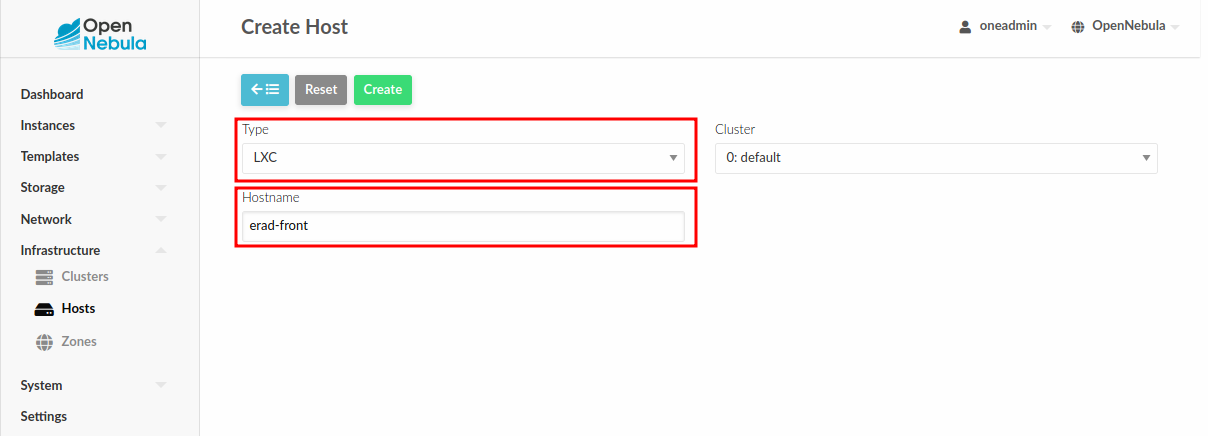 Open
Nebula
Create Host
oneadmin
OpenNebula
Dashboard
Instances
Templates
Storage
Network
Infrastructure
Clusters
Hosts
Zones
System
Settings
Reset
Create
Type
LXC
Cluster
0: default
Hostname
erad-front